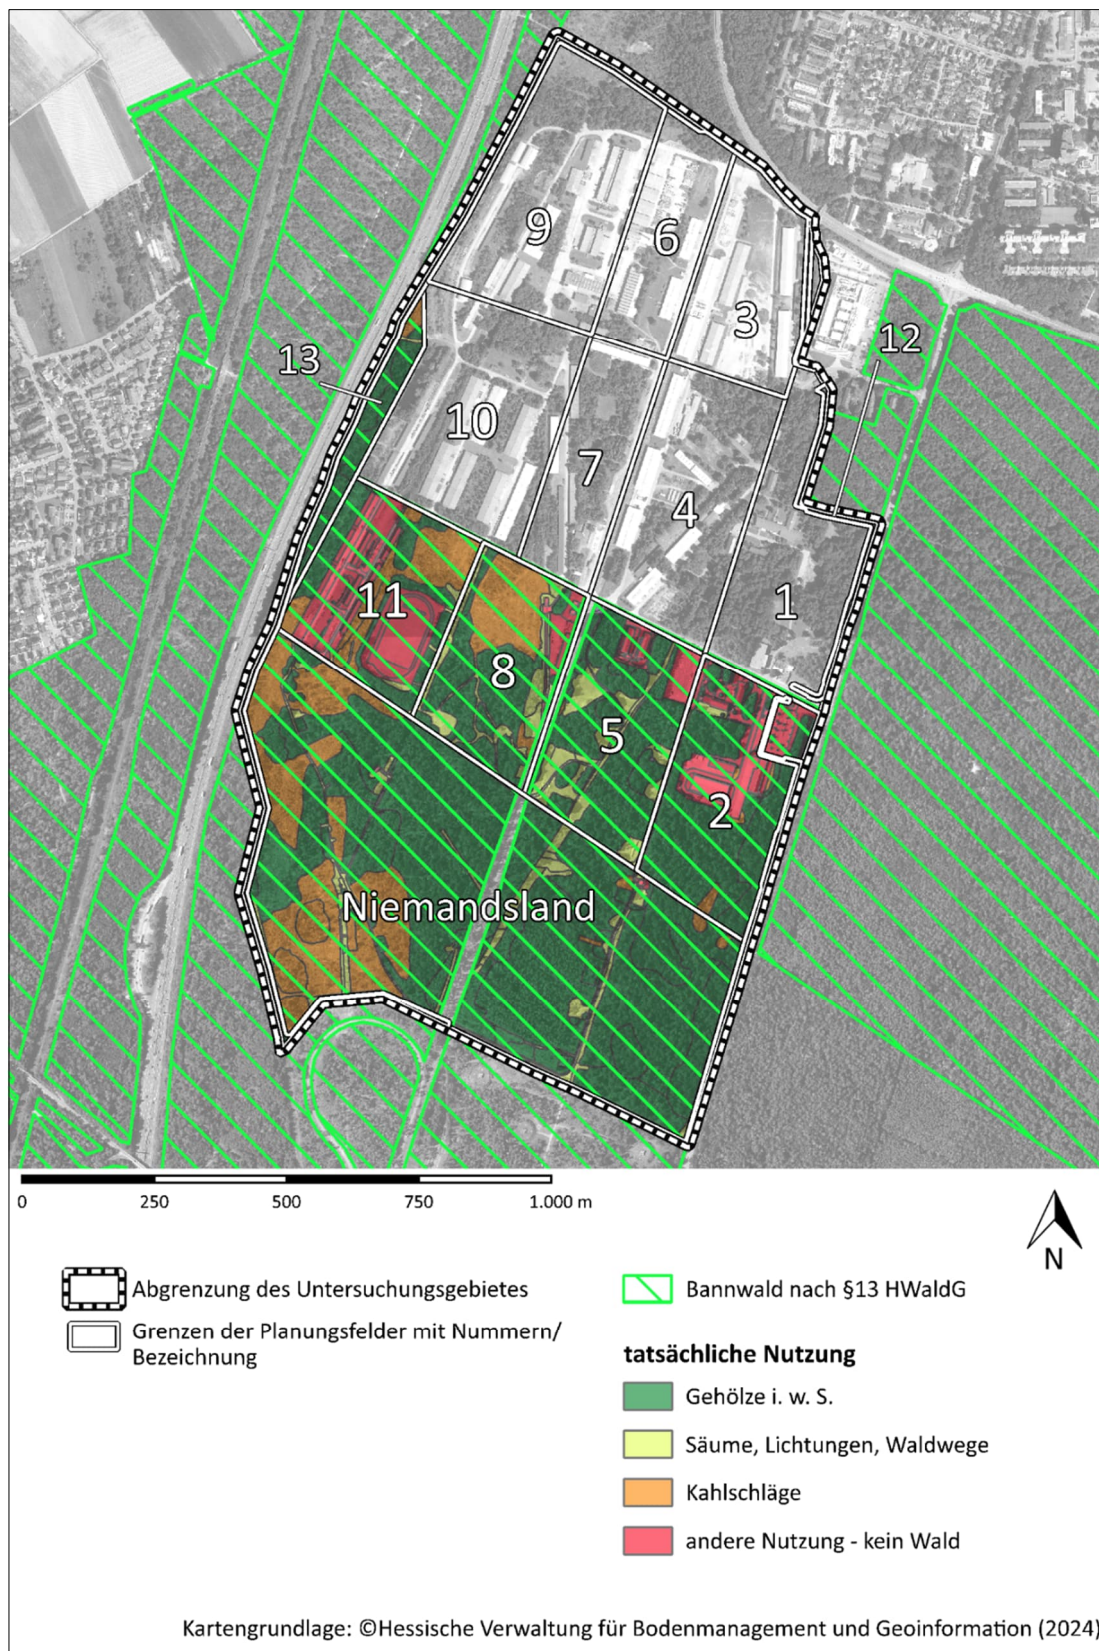 9
6
3
12
13
10
7
4
1
11
8
5
2
Niemandsland
0 250 500 750 1.000 m
N
Abgrenzung des Untersuchungsgebietes
Grenzen der Planungsfelder mit Nummern/
Bezeichnung
Bannwald nach §13 HWaldG
tatsächliche Nutzung
Gehölze i. w. S.
Säume, Lichtungen, Waldwege
Kahlschläge
andere Nutzung - kein Wald
Kartengrundlage: ©Hessische Verwaltung für Bodenmanagement und Geoinformation (2024)